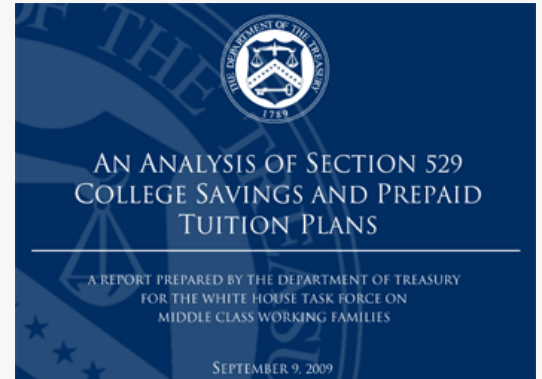 THE DEPARTMENT OF THE TREASURY
1789
AN ANALYSIS OF SECTION 529
COLLEGE SAVINGS AND PREPAID
TUITION PLANS
A REPORT PREPARED BY THE DEPARTMENT OF TREASURY
FOR THE WHITE HOUSE TASK FORCE ON
MIDDLE CLASS WORKING FAMILIES
SEPTEMBER 9, 2009